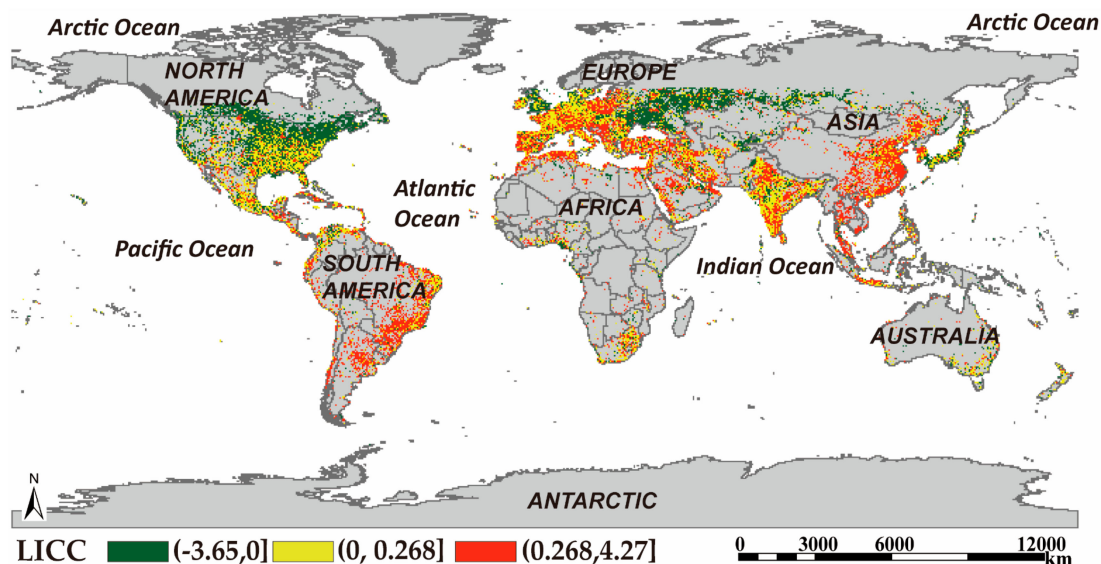 Arctic Ocean
Arctic Ocean
NORTH
AMERICA
EUROPE
ASIA
Atlantic
Ocean
AFRICA
Pacific Ocean
SOUTH
AMERICA
Indian Ocean
AUSTRALIA
N
ANTARCTIC
LICC (-3.65,0] (0, 0.268] (0.268,4.27]
0 3000 6000 12000
km